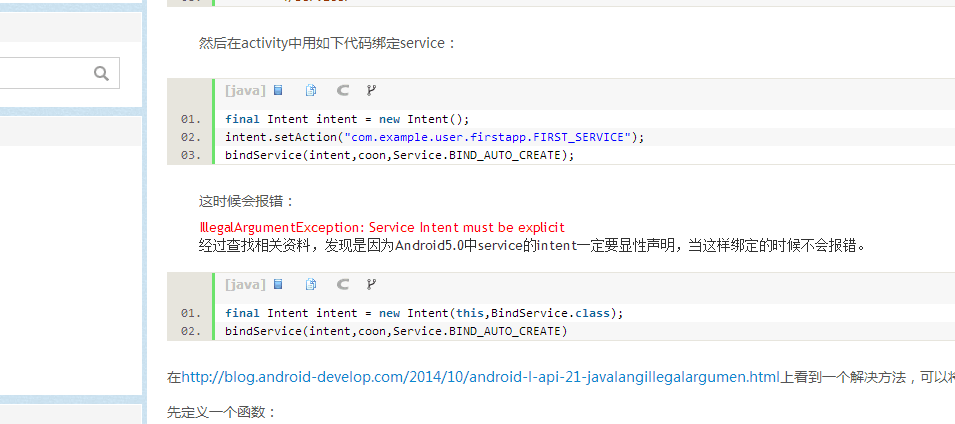 然后在activity中用如下代码绑定service：
[java]
01. final Intent intent = new Intent();
02. intent.setAction("com.example.user.firstapp.FIRST_SERVICE");
03. bindService(intent,coon,Service.BIND_AUTO_CREATE);
这时候会报错：
IllegalArgumentException: Service Intent must be explicit
经过查找相关资料，发现是因为Android5.0中service的intent一定要显性声明，当这样绑定的时候不会报错。
[java]
01. final Intent intent = new Intent(this,BindService.class);
02. bindService(intent,coon,Service.BIND_AUTO_CREATE)
在http://blog.android-develop.com/2014/10/android-l-api-21-javalangillegalargumen.html上看到一个解决方法，可以将
先定义一个函数：